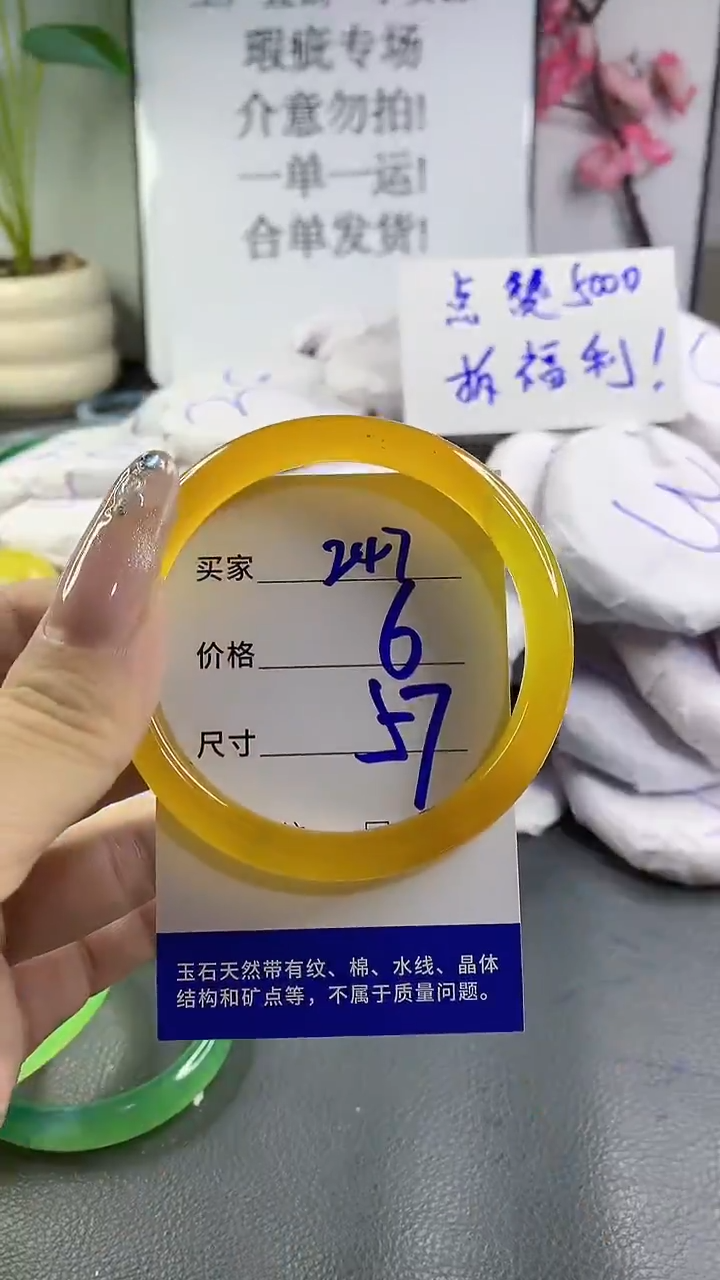 瑕疵专场
介意勿拍!
一单一运!
合单发货!
点赞5000
拆福利!
买家 247
价格 6
尺寸 57
玉石天然带有纹、棉、水线、晶体
结构和矿点等，不属于质量问题。